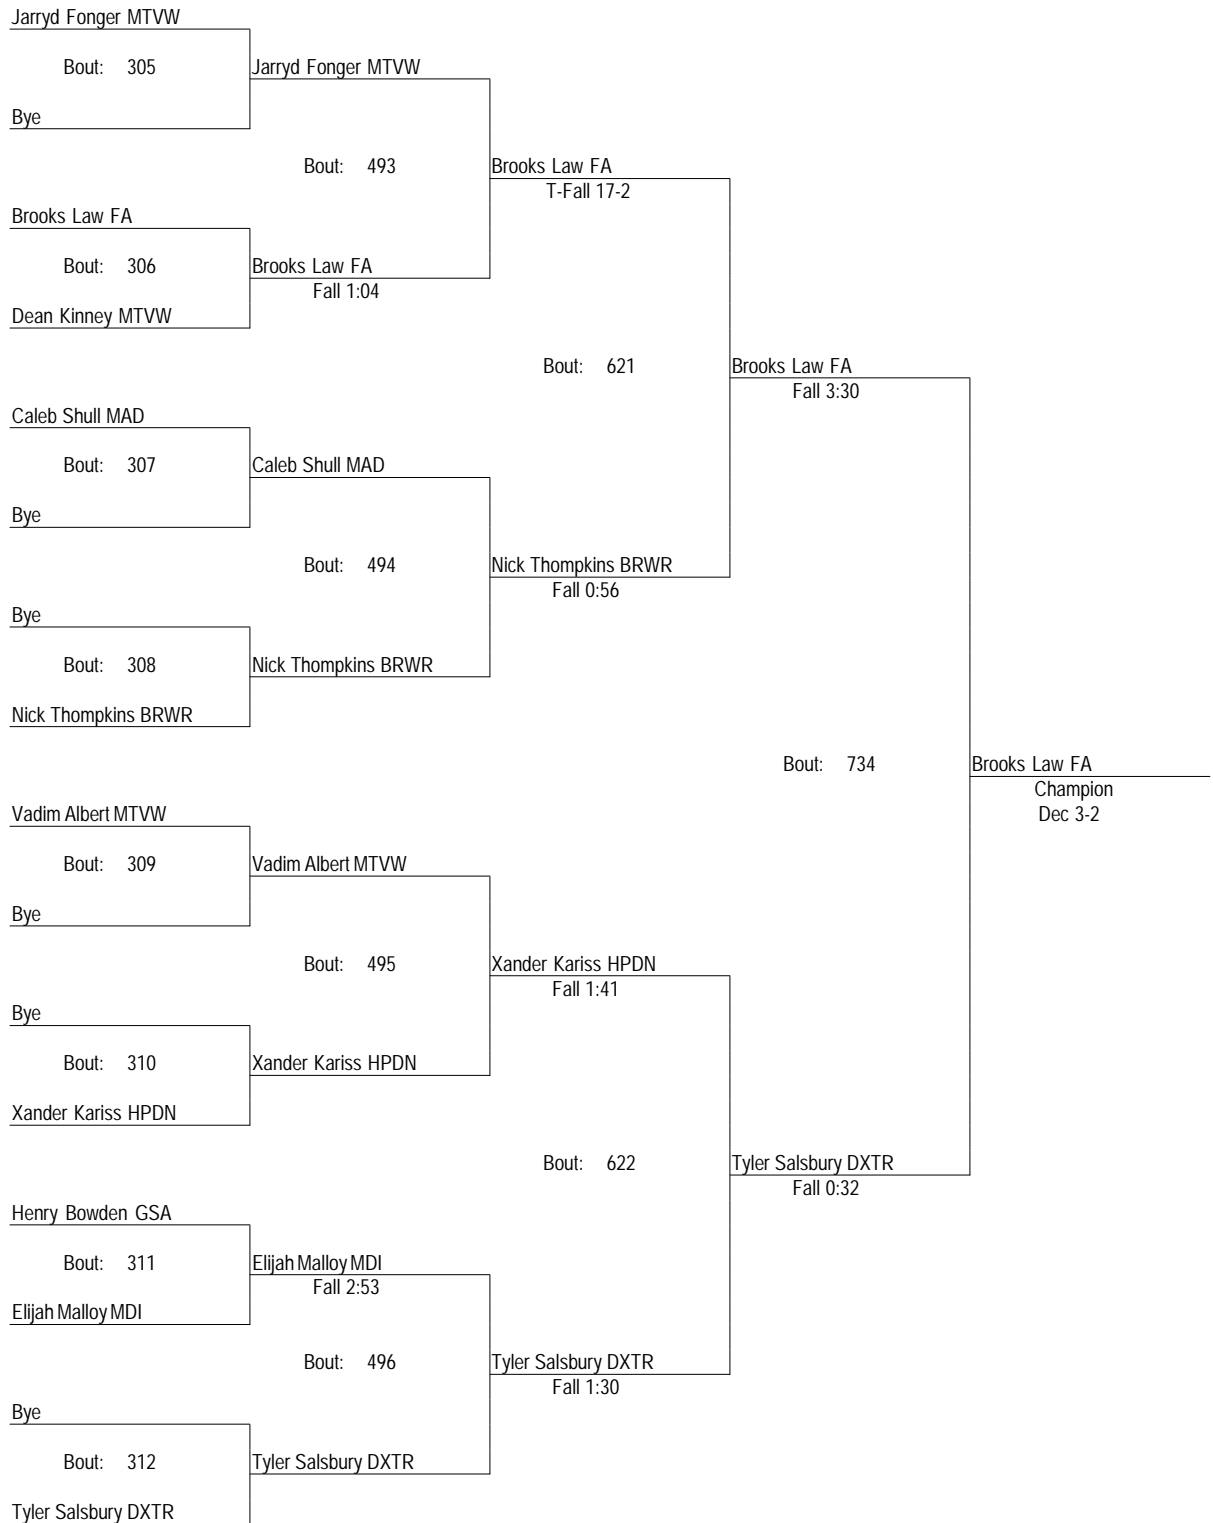 Jarryd Fonger MTVW
Bout: 305 Jarryd Fonger MTVW
Bye
Bout: 493 Brooks Law FA
T-Fall 17-2
Brooks Law FA
Bout: 306 Brooks Law FA
Fall 1:04
Dean Kinney MTVW
Bout: 621 Brooks Law FA
Fall 3:30
Caleb Shull MAD
Bout: 307 Caleb Shull MAD
Bye
Bout: 494 Nick Thompkins BRWR
Fall 0:56
Bye
Bout: 308 Nick Thompkins BRWR
Nick Thompkins BRWR
Bout: 734 Brooks Law FA
Champion
Dec 3-2
Vadim Albert MTVW
Bout: 309 Vadim Albert MTVW
Bye
Bout: 495 Xander Kariss HPDN
Fall 1:41
Bye
Bout: 310 Xander Kariss HPDN
Xander Kariss HPDN
Bout: 622 Tyler Salsbury DXTR
Fall 0:32
Henry Bowden GSA
Bout: 311 Elijah Malloy MDI
Fall 2:53
Elijah Malloy MDI
Bout: 496 Tyler Salsbury DXTR
Fall 1:30
Bye
Bout: 312 Tyler Salsbury DXTR
Tyler Salsbury DXTR